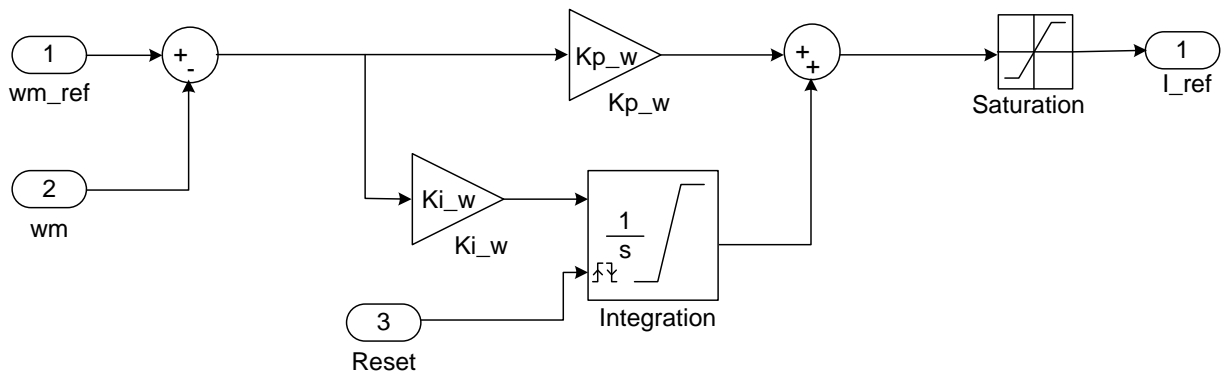 1
wm_ref
+
-
Kp_w
Kp_w
+
+
Saturation
1
I_ref
2
wm
Ki_w
Ki_w
1
s
Integration
3
Reset